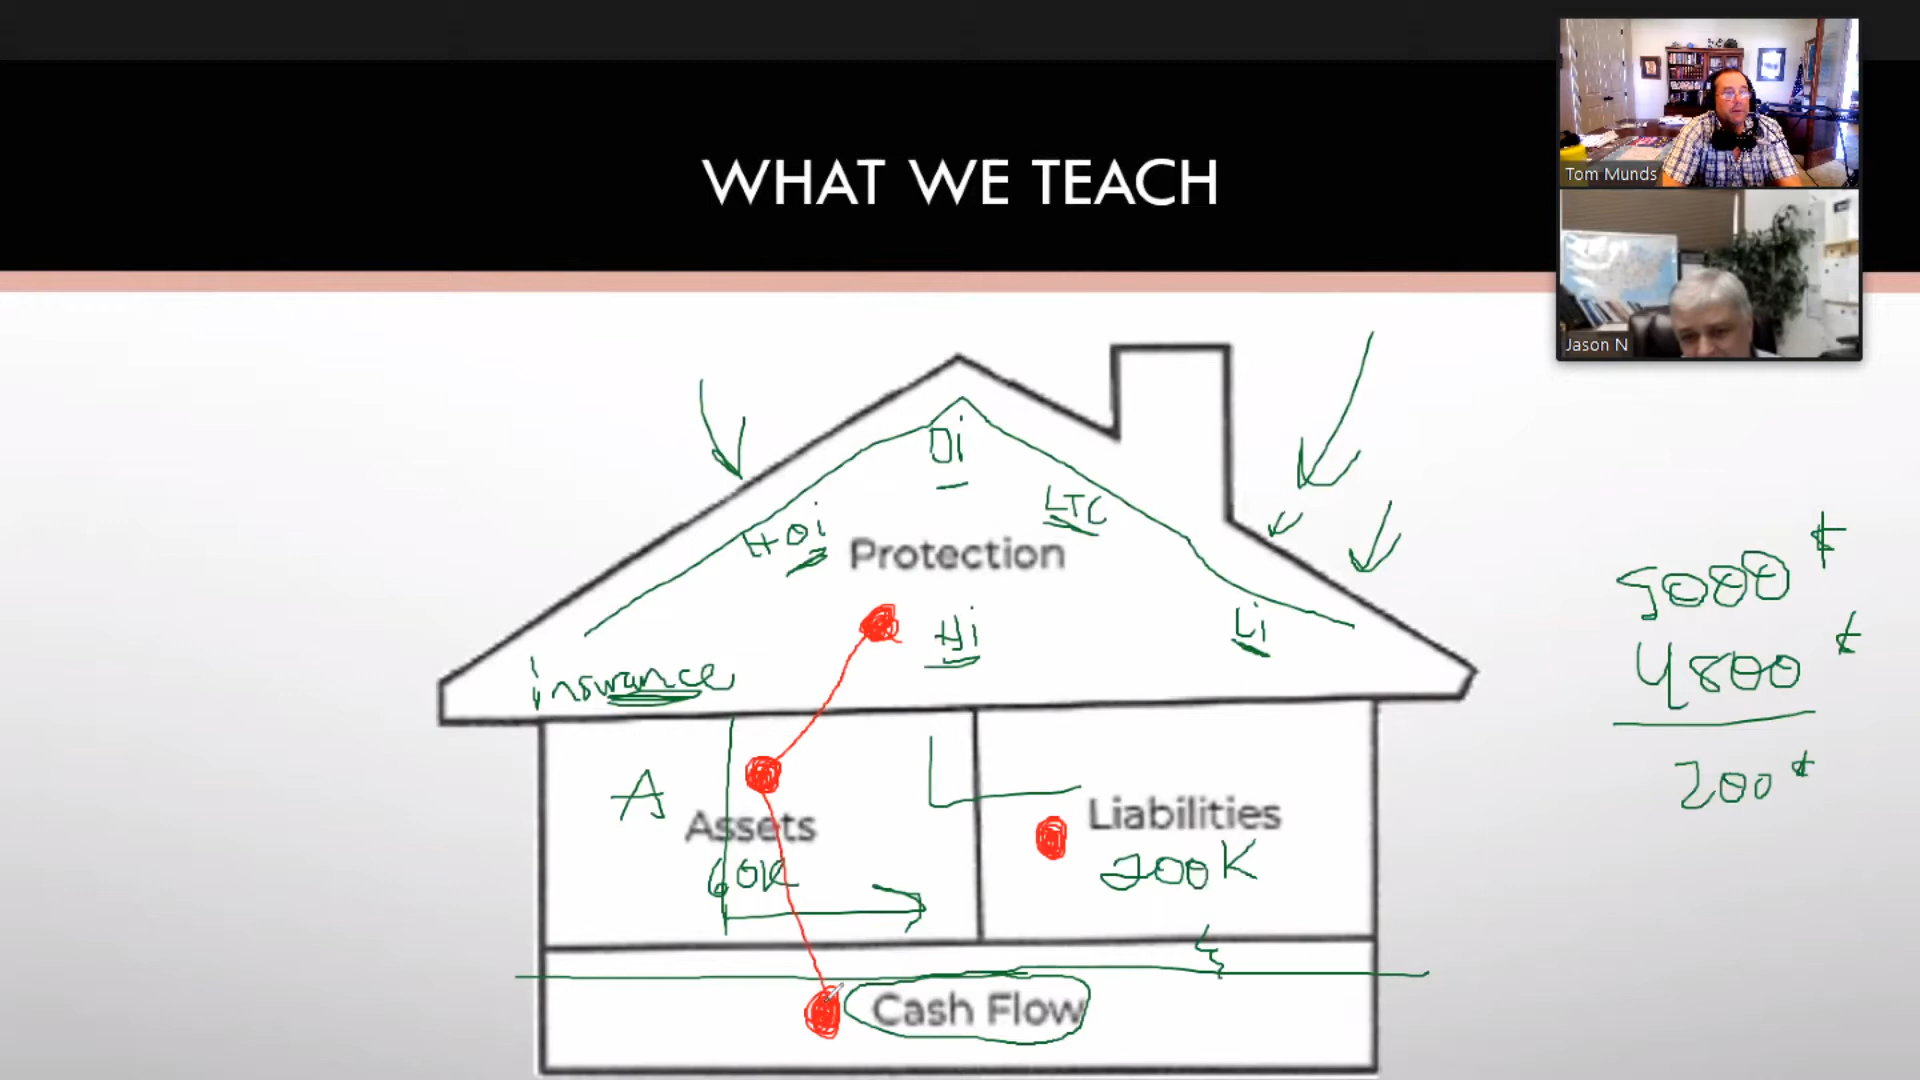 WHAT WE TEACH
Tom Munds
Jason N
Di
LTC
HOi
Protection
Hi
Li
insurance
5000
4800
200
A
L
Assets
Liabilities
60K
200K
Cash Flow